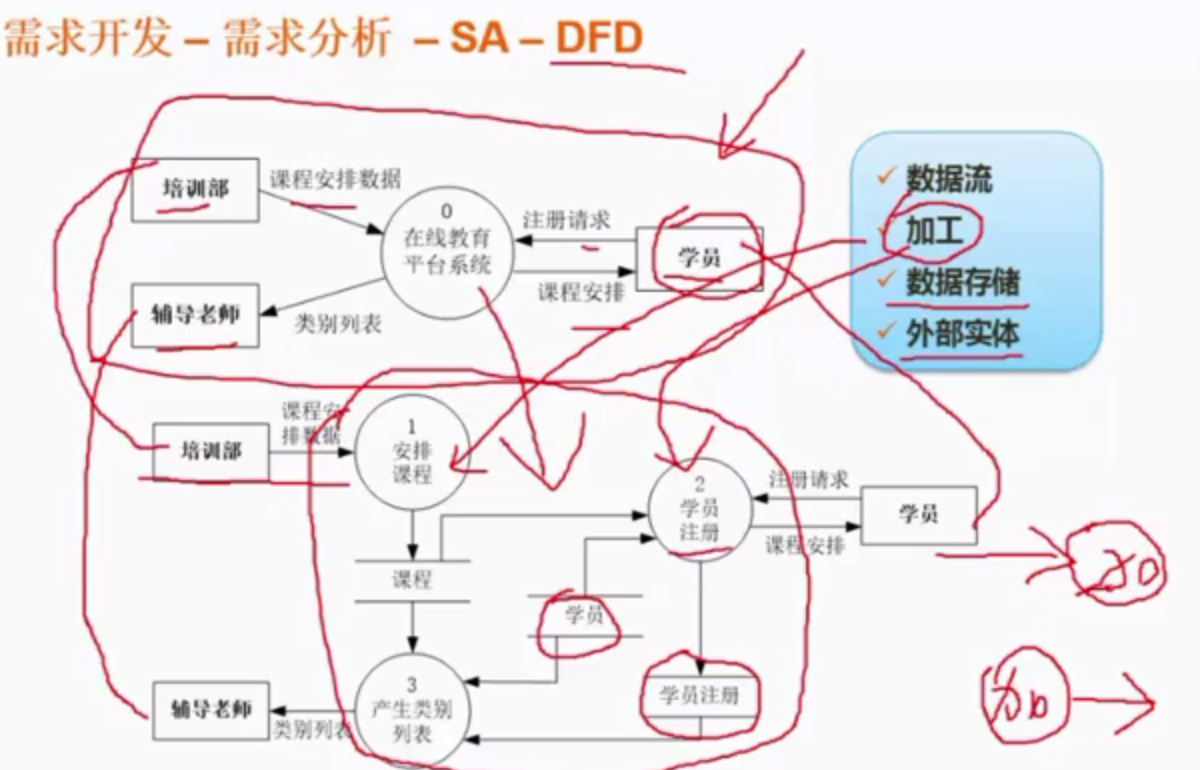 需求开发 – 需求分析 – SA – DFD
培训部
课程安排数据
0
在线教育
平台系统
注册请求
学员
课程安排
辅导老师
类别列表
数据流
加工
数据存储
外部实体
培训部
课程安
排数据
1
安排
课程
2
学员
注册
注册请求
学员
课程安排
课程
学员
3
产生类别
列表
学员注册
辅导老师
类别列表
加工